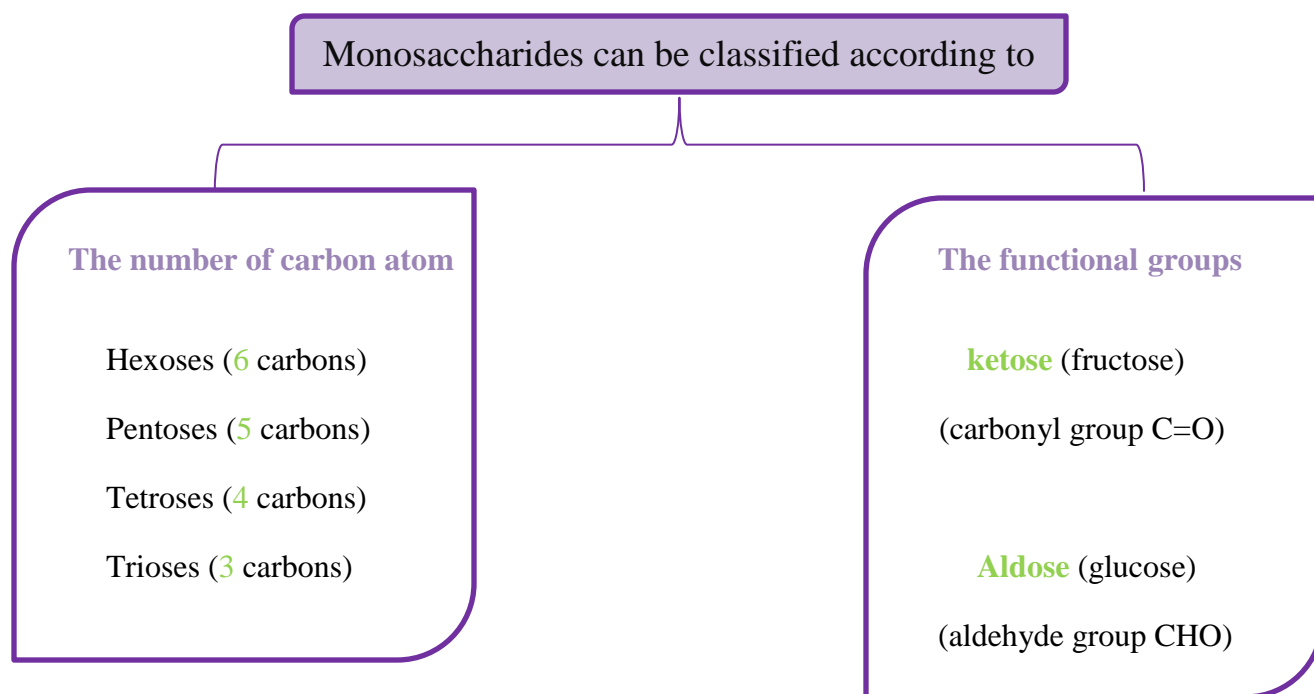 Monosaccharides can be classified according to
The number of carbon atom
Hexoses (6 carbons)
Pentoses (5 carbons)
Tetroses (4 carbons)
Trioses (3 carbons)
The functional groups
ketose (fructose)
(carbonyl group C=O)
Aldose (glucose)
(aldehyde group CHO)